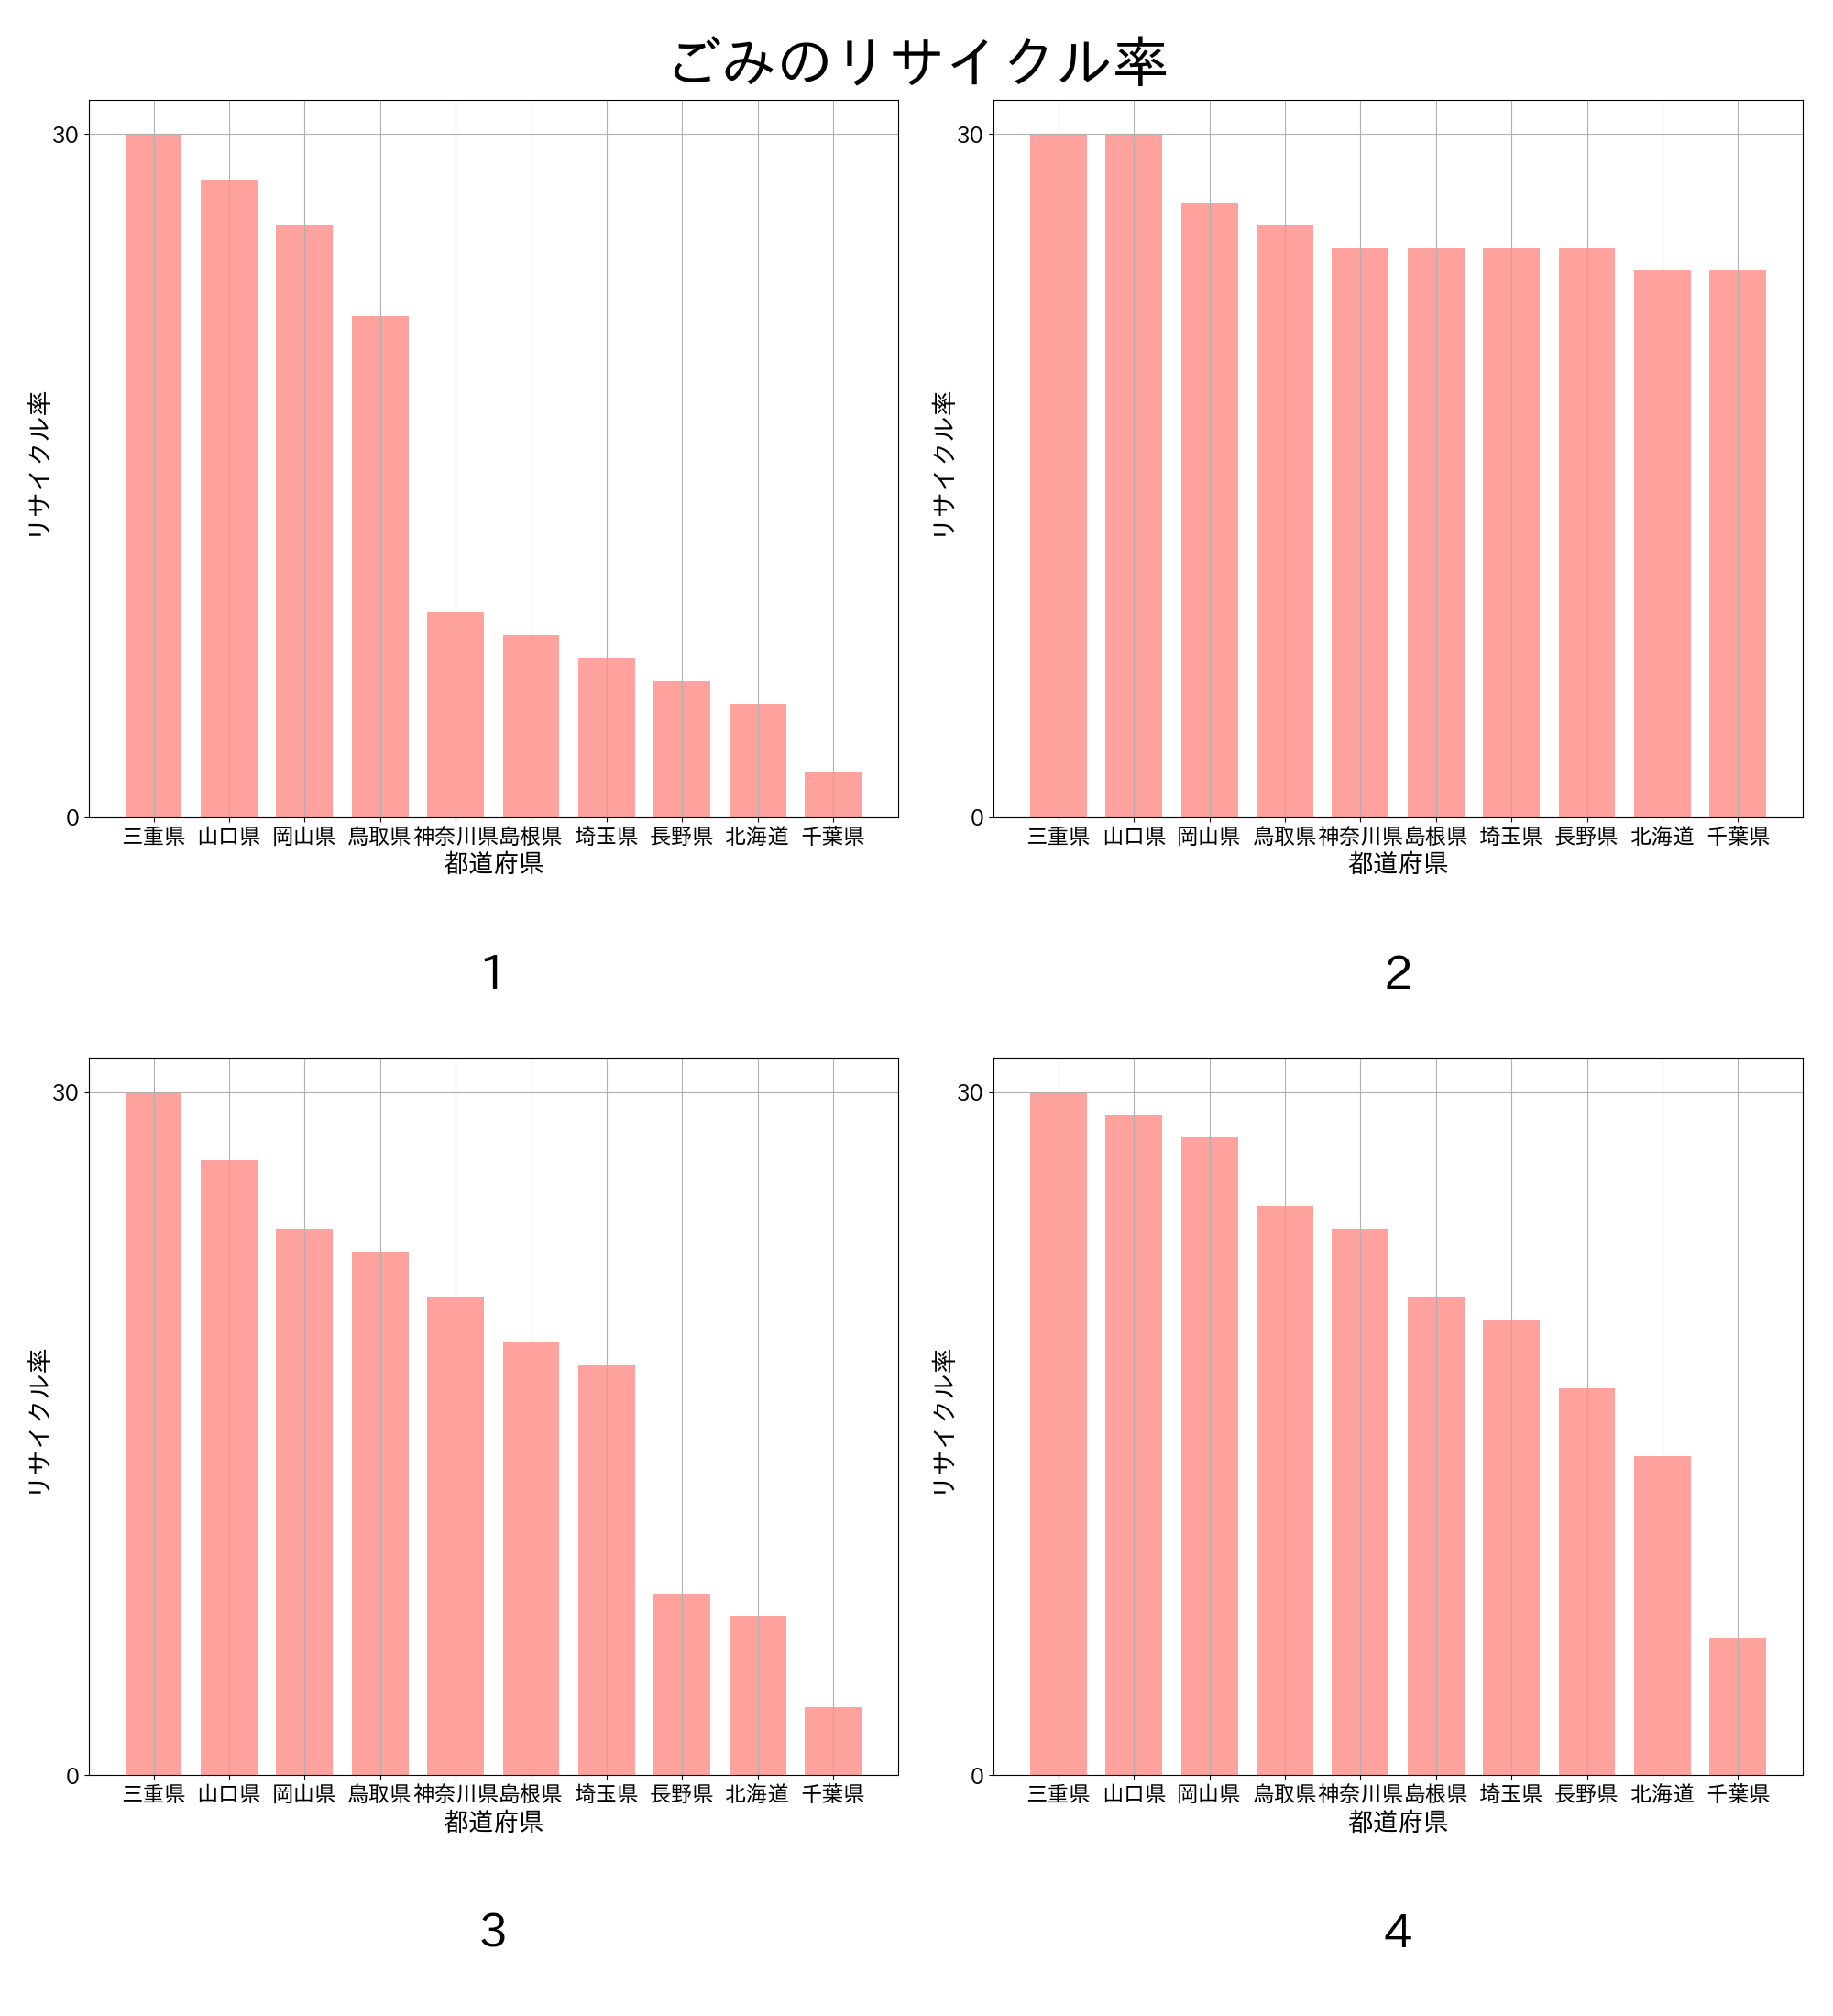 ごみのリサイクル率
30
0
リサイクル率
三重県 山口県 岡山県 鳥取県 神奈川県 島根県 埼玉県 長野県 北海道 千葉県
都道府県
1
30
0
リサイクル率
三重県 山口県 岡山県 鳥取県 神奈川県 島根県 埼玉県 長野県 北海道 千葉県
都道府県
2
30
0
リサイクル率
三重県 山口県 岡山県 鳥取県 神奈川県 島根県 埼玉県 長野県 北海道 千葉県
都道府県
3
30
0
リサイクル率
三重県 山口県 岡山県 鳥取県 神奈川県 島根県 埼玉県 長野県 北海道 千葉県
都道府県
4